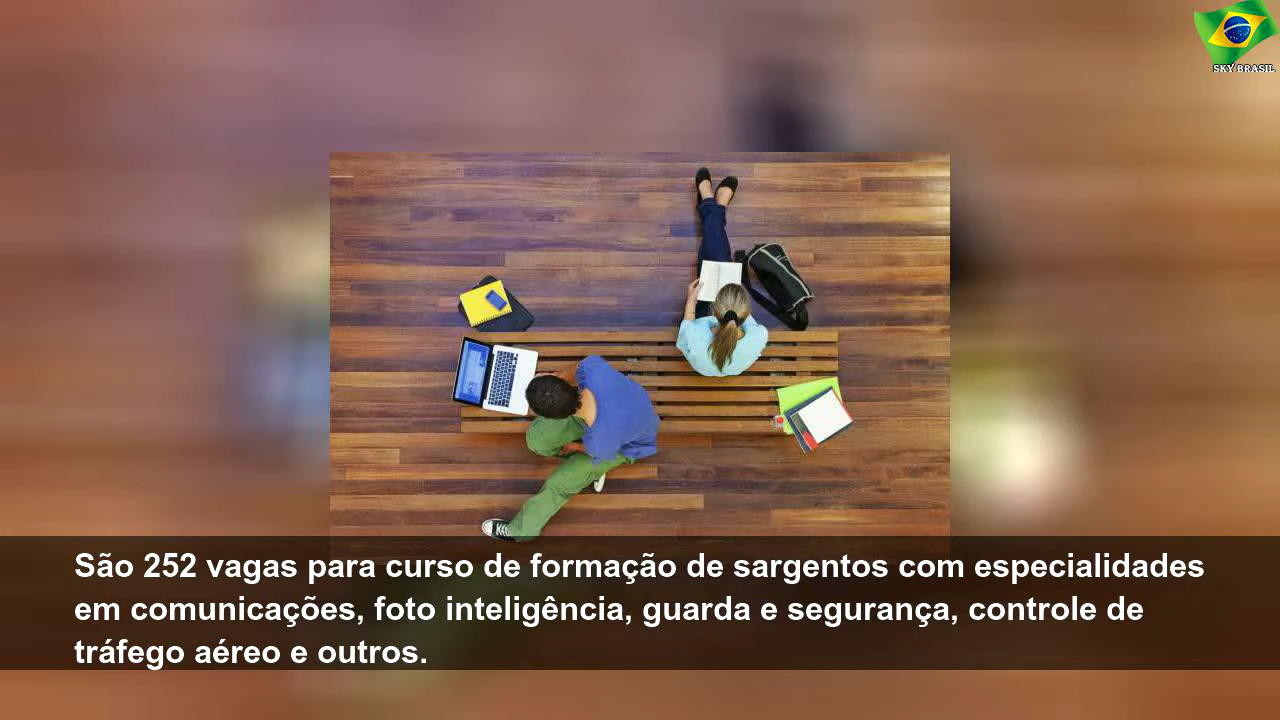 SKY BRASIL
São 252 vagas para curso de formação de sargentos com especialidades
em comunicações, foto inteligência, guarda e segurança, controle de
tráfego aéreo e outros.